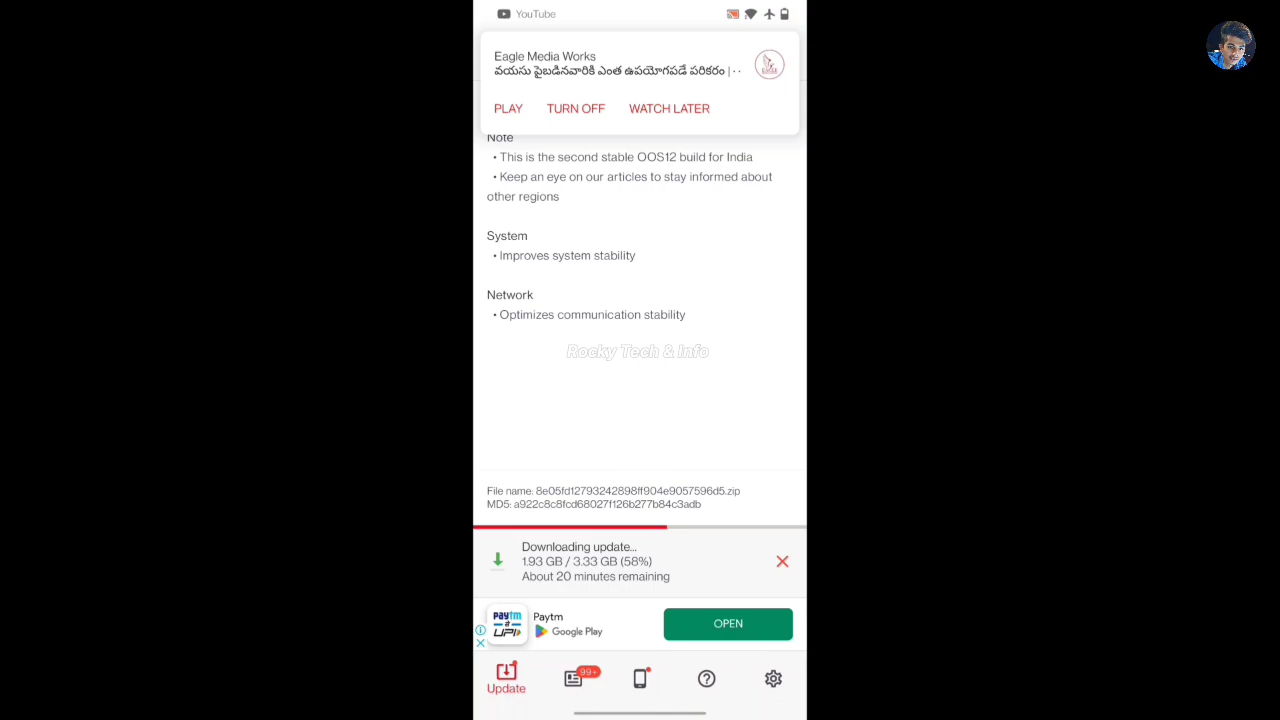 YouTube
Eagle Media Works
వయసు పైబడినవారికి ఎంత ఉపయోగపడే పరికరం | ··
EAGLE
PLAY TURN OFF WATCH LATER
Note
• This is the second stable OOS12 build for India
• Keep an eye on our articles to stay informed about
other regions
System
• Improves system stability
Network
• Optimizes communication stability
Rocky Tech & Info
File name: 8e05fd12793242898ff904e9057596d5.zip
MD5: a922c8c8fcd68027f126b277b84c3adb
Downloading update...
1.93 GB / 3.33 GB (58%)
About 20 minutes remaining
paytm
UPI
Paytm
Google Play
OPEN
99+
Update